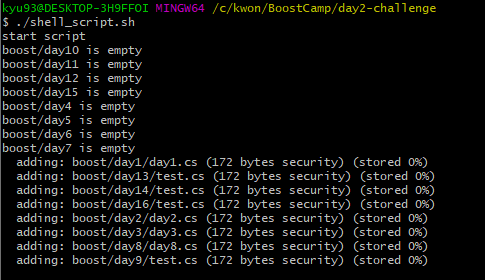 kyu93@DESKTOP-3H9FFOI MINGW64 /c/kwon/BoostCamp/day2-challenge
$ ./shell_script.sh
start script
boost/day10 is empty
boost/day11 is empty
boost/day12 is empty
boost/day15 is empty
boost/day4 is empty
boost/day5 is empty
boost/day6 is empty
boost/day7 is empty
  adding: boost/day1/day1.cs (172 bytes security) (stored 0%)
  adding: boost/day13/test.cs (172 bytes security) (stored 0%)
  adding: boost/day14/test.cs (172 bytes security) (stored 0%)
  adding: boost/day16/test.cs (172 bytes security) (stored 0%)
  adding: boost/day2/day2.cs (172 bytes security) (stored 0%)
  adding: boost/day3/day3.cs (172 bytes security) (stored 0%)
  adding: boost/day8/day8.cs (172 bytes security) (stored 0%)
  adding: boost/day9/test.cs (172 bytes security) (stored 0%)